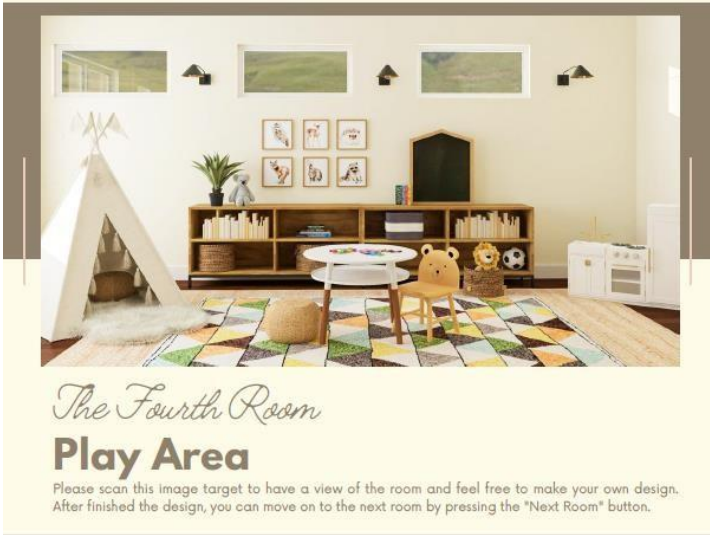 The Fourth Room
Play Area
Please scan this image target to have a view of the room and feel free to make your own design.
After finished the design, you can move on to the next room by pressing the "Next Room" button.